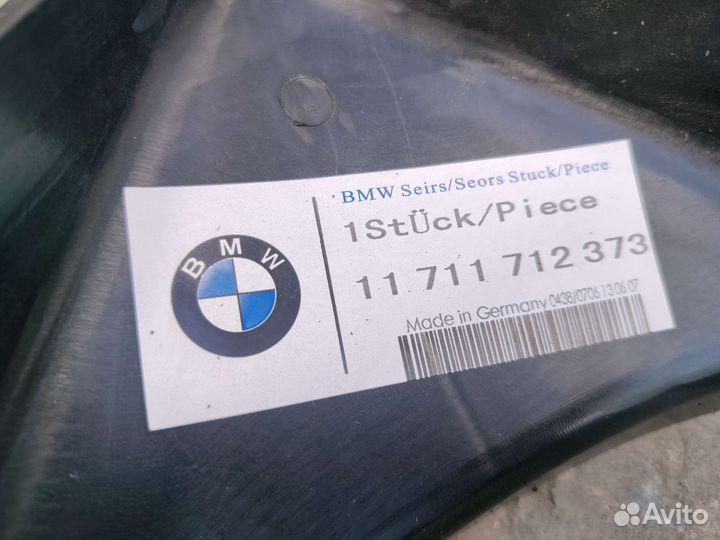 BMW
BMW Seirs/Seors Stuck/Piece
1StÜck/Piece
11 711 712 373
Made in Germany 0438/0706 13 06 07
Avito